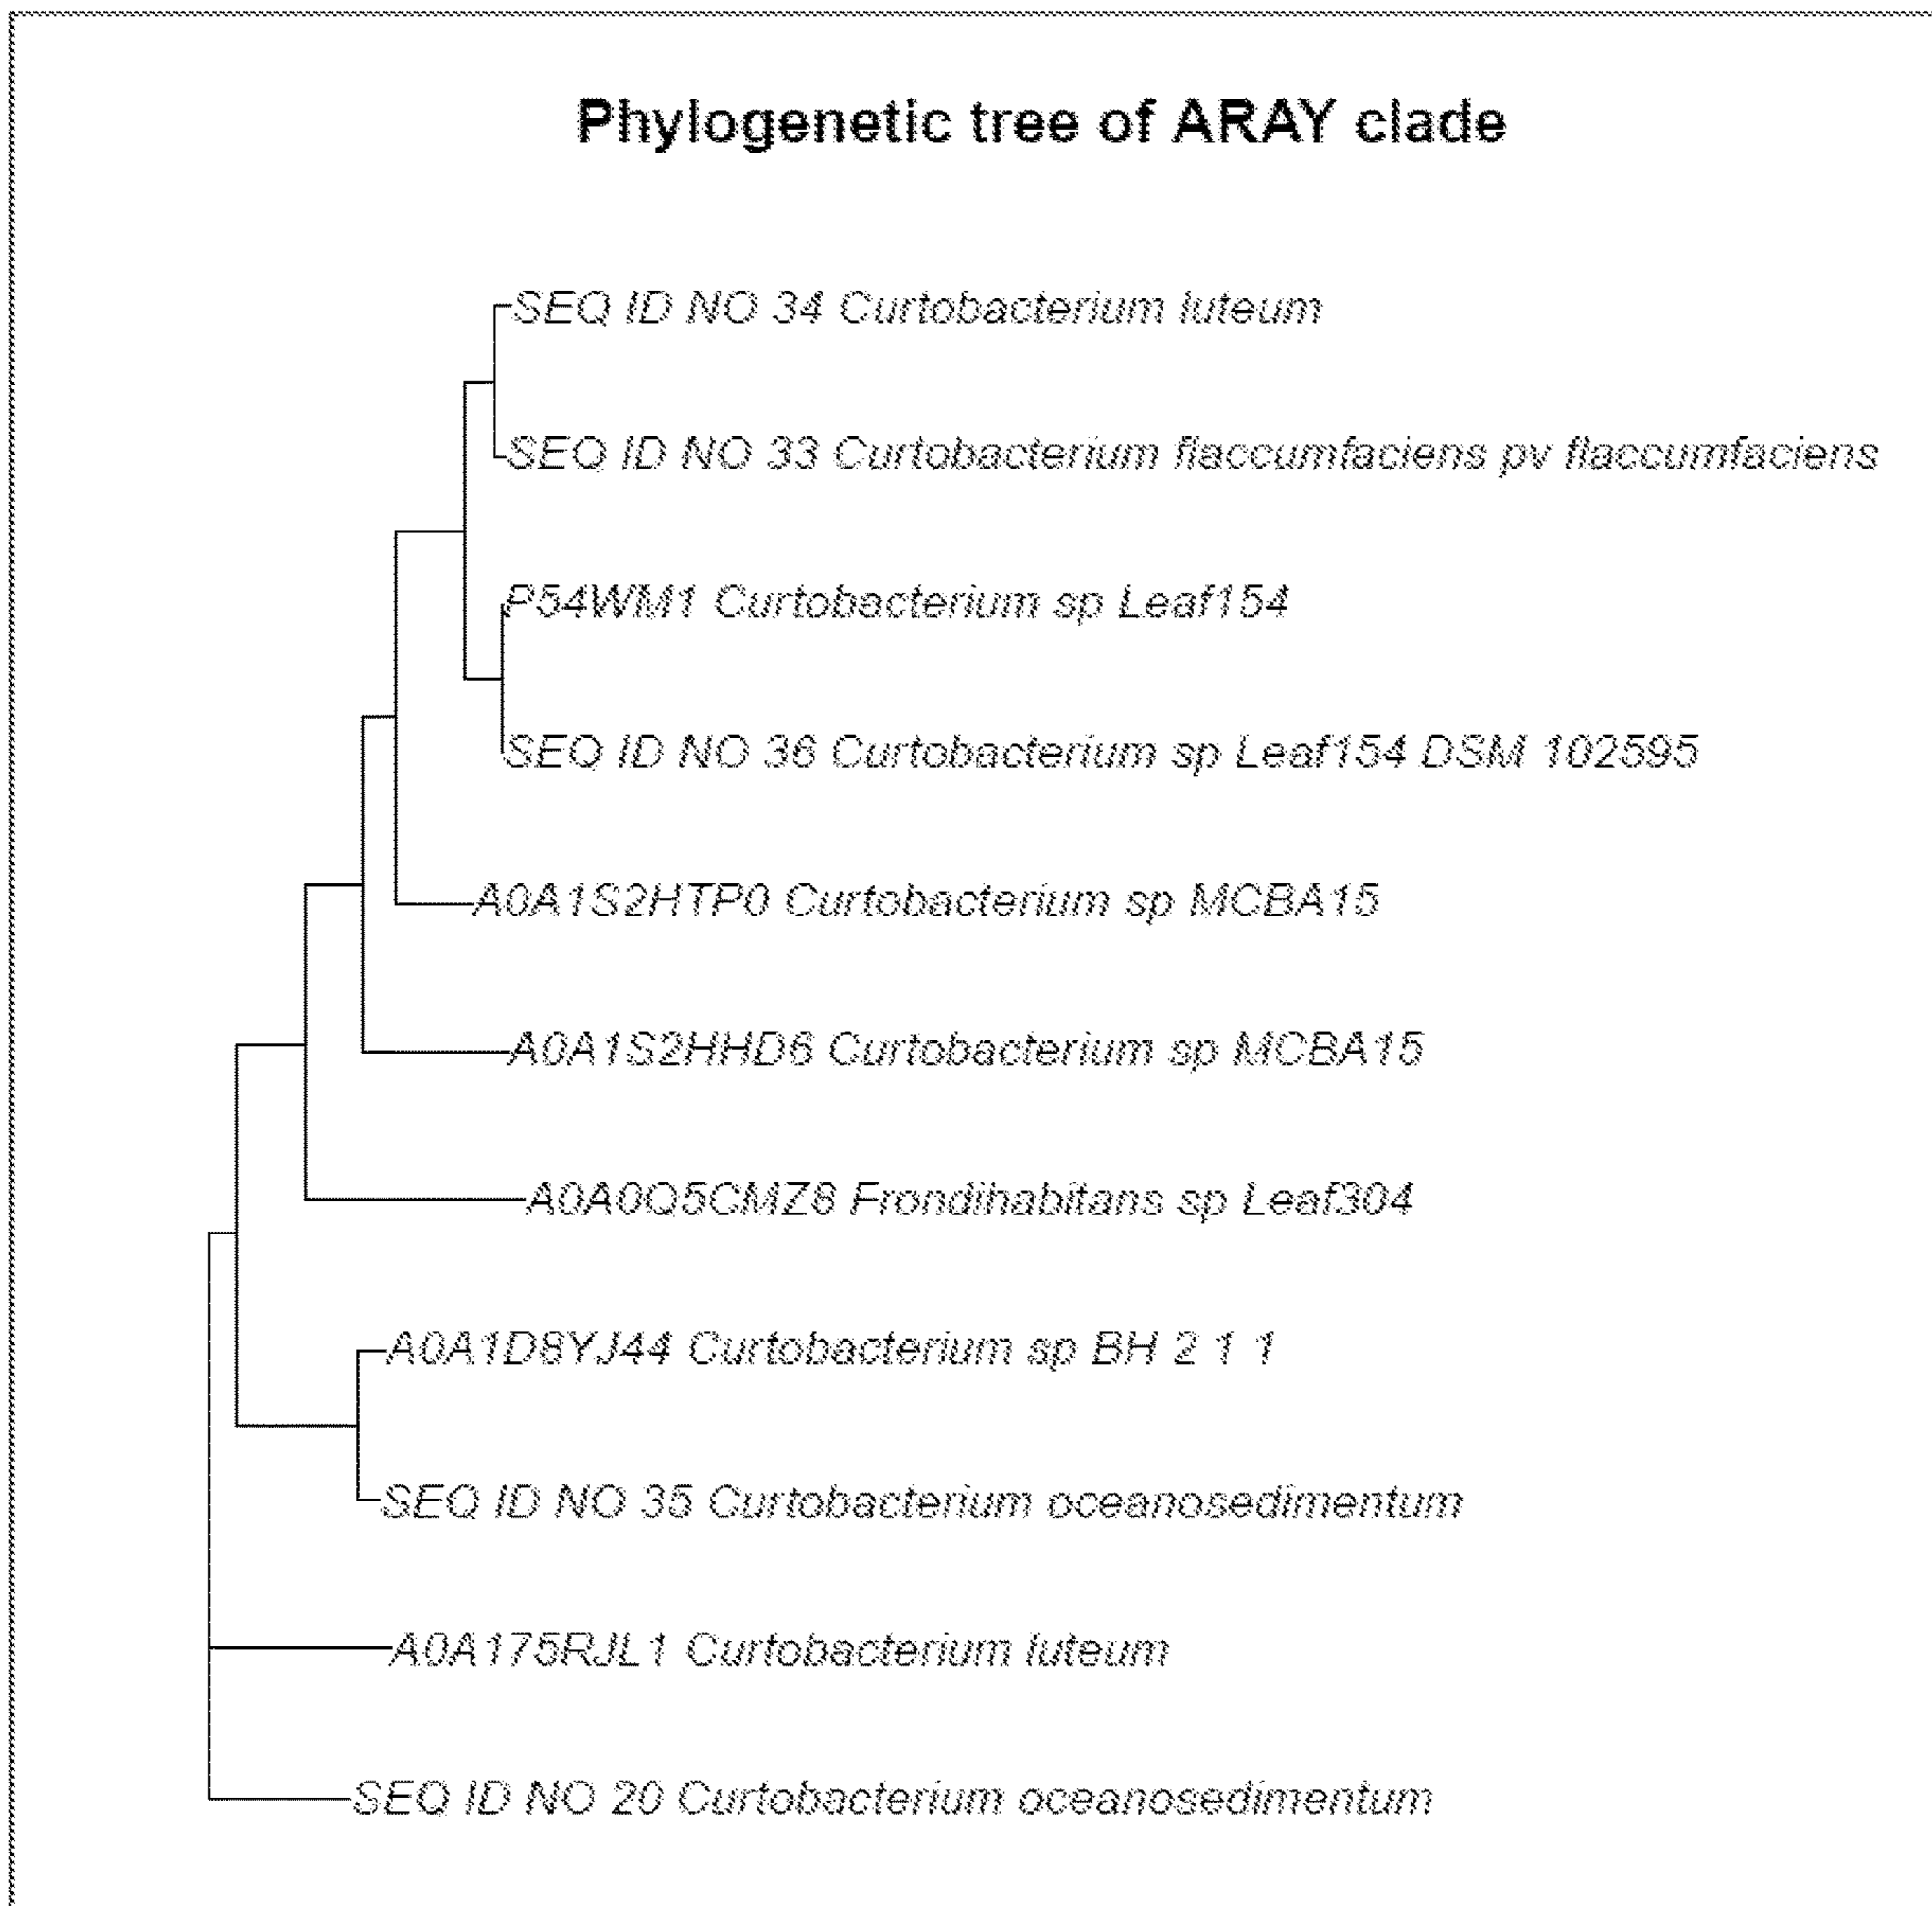 Phylogenetic tree of ARAY clade
SEQ ID NO 34 Curtobacterium luteum
SEQ ID NO 33 Curtobacterium flaccumfaciens pv flaccumfaciens
P54WM1 Curtobacterium sp Leaf154
SEQ ID NO 36 Curtobacterium sp Leaf154 DSM 102595
A0A1S2HTP0 Curtobacterium sp MCBA15
A0A1S2HHD6 Curtobacterium sp MCBA15
A0A0Q5CMZ8 Frondihabitans sp Leaf304
A0A1D8YJ44 Curtobacterium sp BH 2 1 1
SEQ ID NO 35 Curtobacterium oceanosedimentum
A0A175RJL1 Curtobacterium luteum
SEQ ID NO 20 Curtobacterium oceanosedimentum